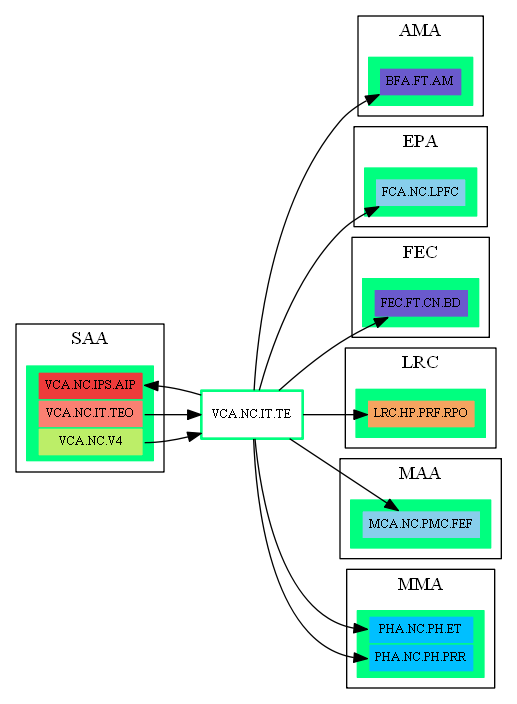 SAA
VCA.NC.IPS.AIP
VCA.NC.IT.TEO
VCA.NC.V4
VCA.NC.IT.TE
AMA
BFA.FT.AM
EPA
FCA.NC.LPFC
FEC
FEC.FT.CN.BD
LRC
LRC.HP.PRF.RPO
MAA
MCA.NC.PMC.FEF
MMA
PHA.NC.PH.ET
PHA.NC.PH.PRR